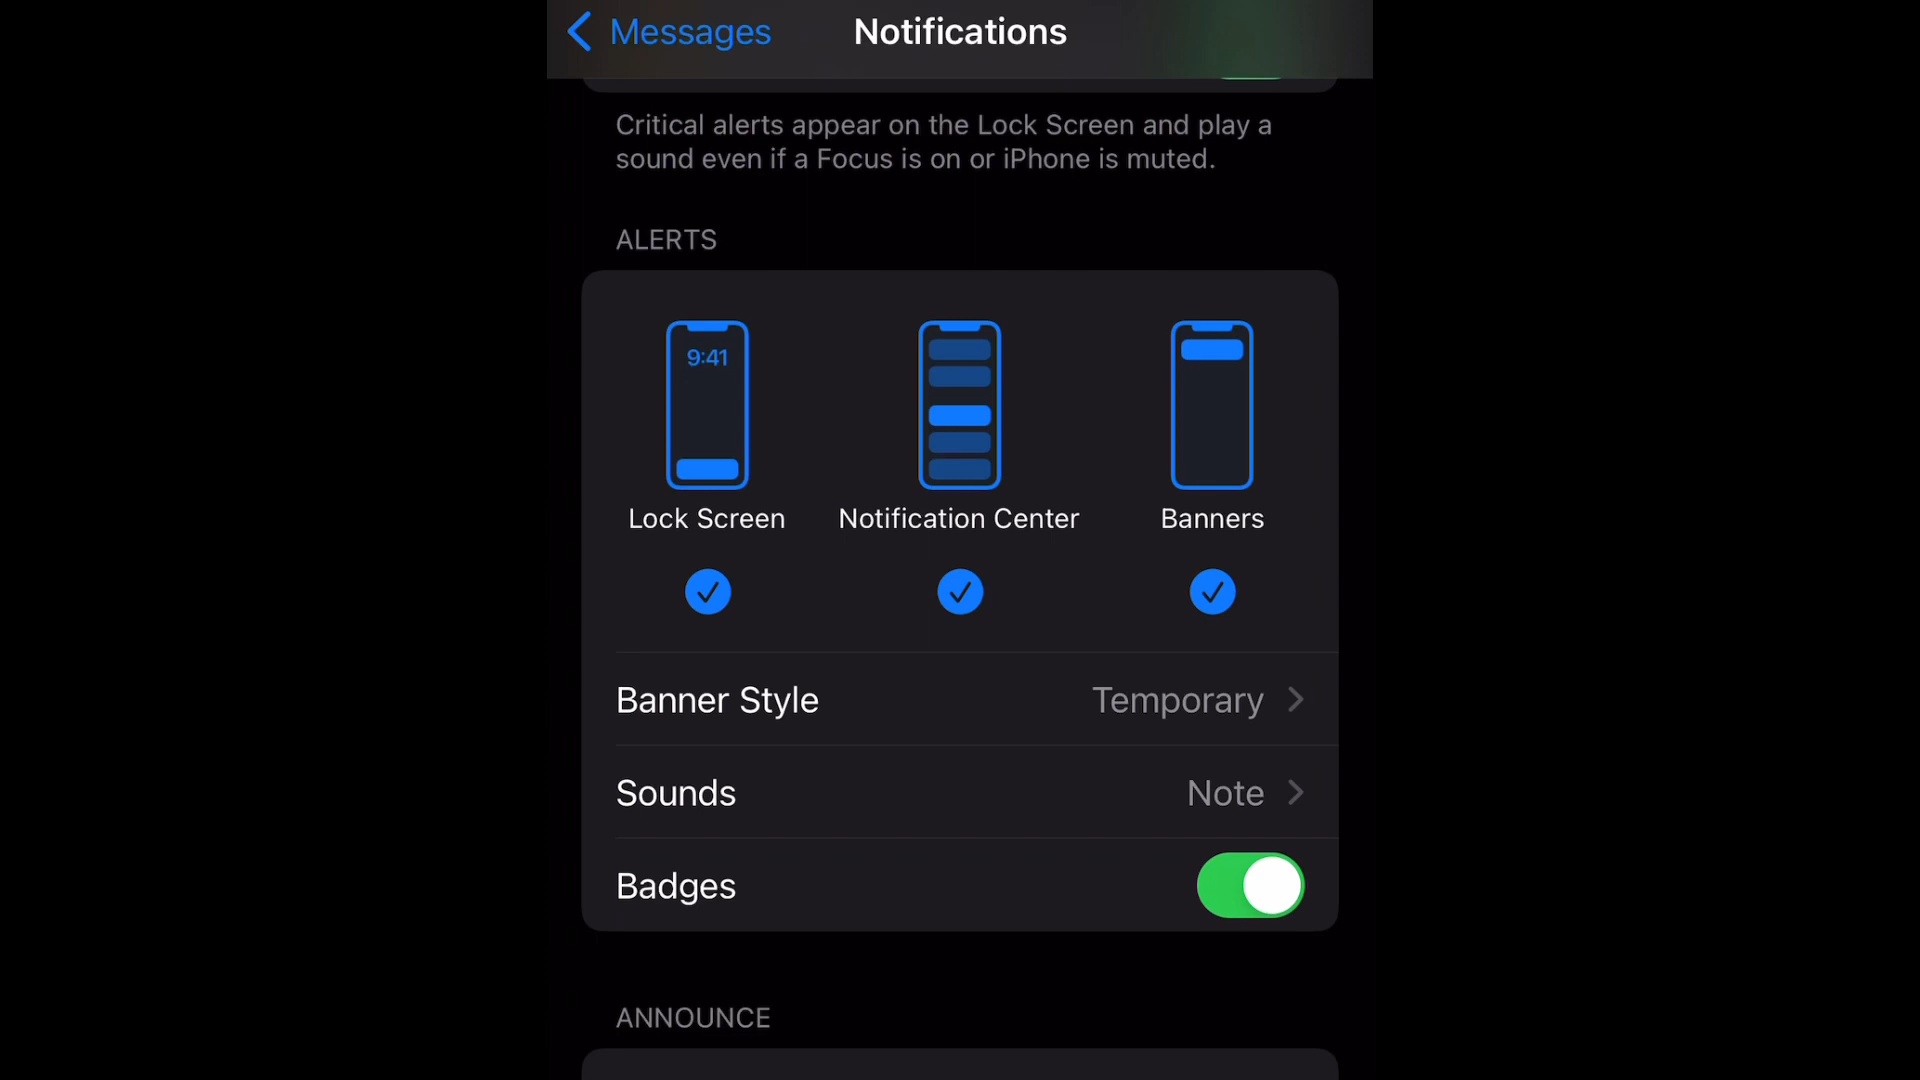 Messages
Notifications
Critical alerts appear on the Lock Screen and play a
sound even if a Focus is on or iPhone is muted.
ALERTS
9:41
Lock Screen
Notification Center
Banners
Banner Style
Temporary
Sounds
Note
Badges
ANNOUNCE